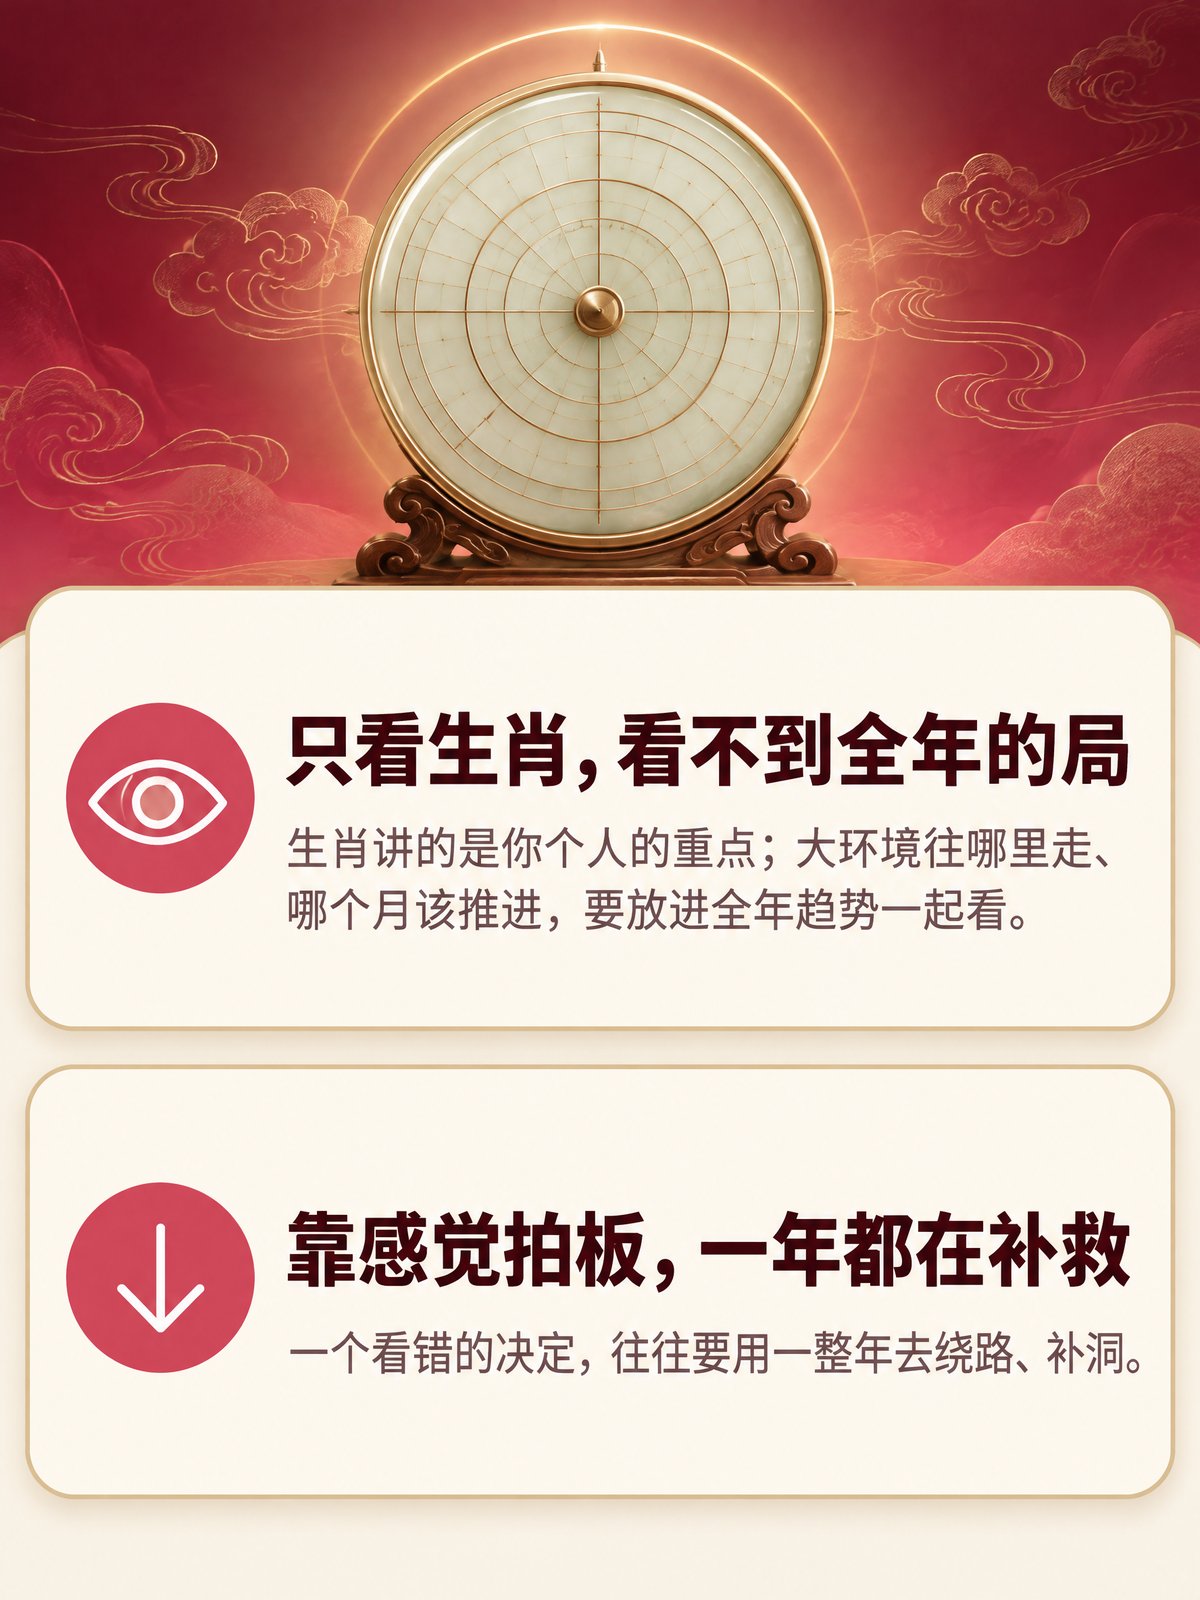 只看生肖，看不到全年的局
生肖讲的是你个人的重点；大环境往哪里走、
哪个月该推进，要放进全年趋势一起看。
靠感觉拍板，一年都在补救
一个看错的决定，往往要用一整年去绕路、补洞。